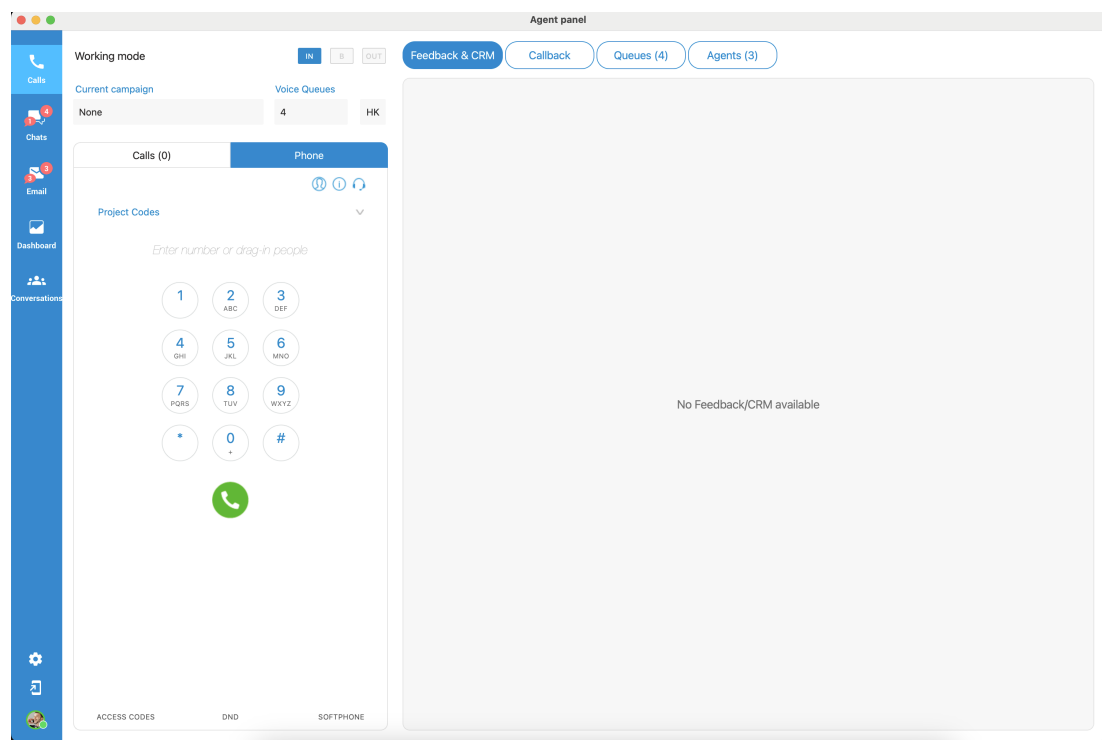 Agent panel
Calls
4
1
Chats
3
3
Email
Dashboard
Conversations
Working mode
IN
B
OUT
Current campaign
Voice Queues
None
4
HK
Calls (0)
Phone
Project Codes
Enter number or drag-in people
1
2
ABC
3
DEF
4
GHI
5
JKL
6
MNO
7
PQRS
8
TUV
9
WXYZ
*
0
+
#
ACCESS CODES
DND
SOFTPHONE
Feedback & CRM
Callback
Queues (4)
Agents (3)
No Feedback/CRM available